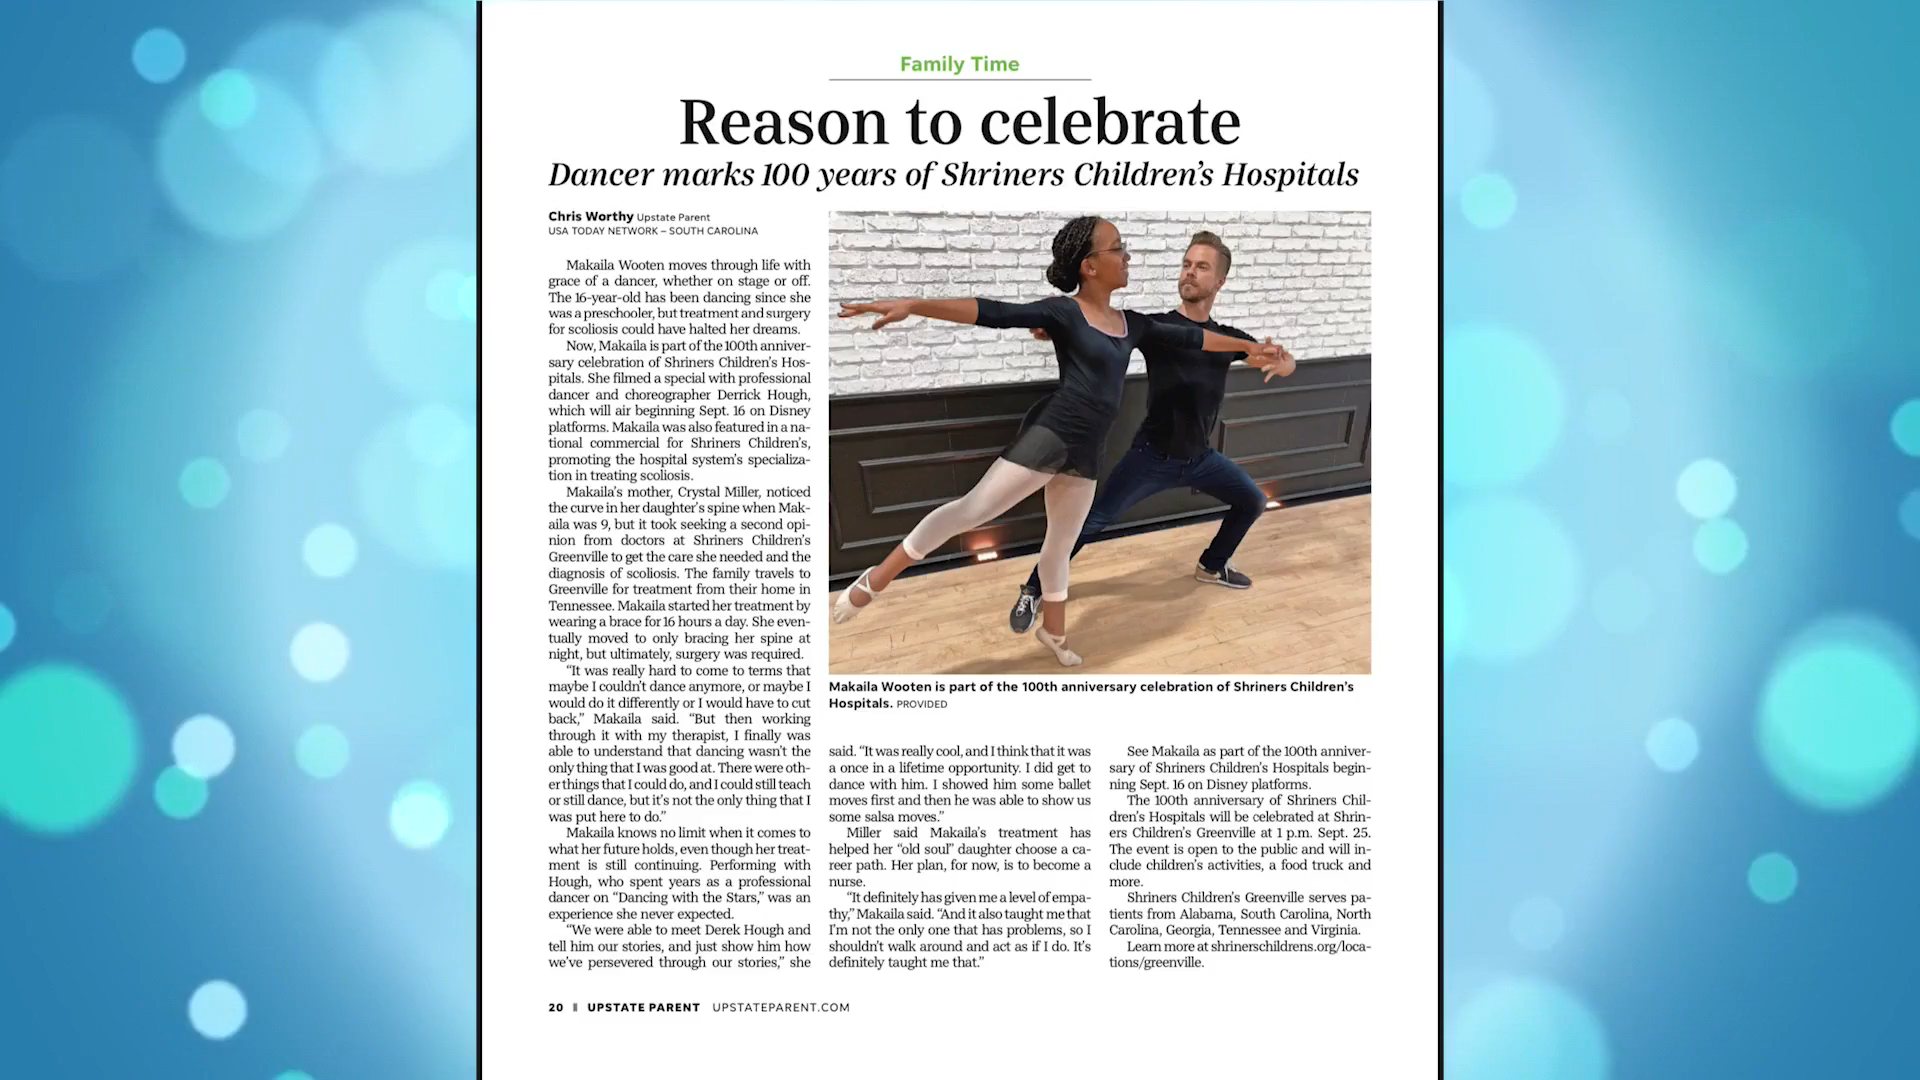 Family Time
Reason to celebrate
Dancer marks 100 years of Shriners Children's Hospitals
Chris Worthy Upstate Parent
USA TODAY NETWORK – SOUTH CAROLINA
Makaila Wooten moves through life with
grace of a dancer, whether on stage or off.
The 16-year-old has been dancing since she
was a preschooler, but treatment and surgery
for scoliosis could have halted her dreams.
Now, Makaila is part of the 100th anniver-
sary celebration of Shriners Children's Hos-
pitals. She filmed a special with professional
dancer and choreographer Derrick Hough,
which will air beginning Sept. 16 on Disney
platforms. Makaila was also featured in a na-
tional commercial for Shriners Children's,
promoting the hospital system's specializa-
tion in treating scoliosis.
Makaila's mother, Crystal Miller, noticed
the curve in her daughter's spine when Mak-
aila was 9, but it took seeking a second opi-
nion from doctors at Shriners Children's
Greenville to get the care she needed and the
diagnosis of scoliosis. The family travels to
Greenville for treatment from their home in
Tennessee. Makaila started her treatment by
wearing a brace for 16 hours a day. She even-
tually moved to only bracing her spine at
night, but ultimately, surgery was required.
“It was really hard to come to terms that
maybe I couldn't dance anymore, or maybe I
would do it differently or I would have to cut
back,” Makaila said. “But then working
through it with my therapist, I finally was
able to understand that dancing wasn't the
only thing that I was good at. There were oth-
er things that I could do, and I could still teach
or still dance, but it's not the only thing that I
was put here to do.”
Makaila knows no limit when it comes to
what her future holds, even though her treat-
ment is still continuing. Performing with
Hough, who spent years as a professional
dancer on “Dancing with the Stars,” was an
experience she never expected.
“We were able to meet Derek Hough and
tell him our stories, and just show him how
we've persevered through our stories,” she
Makaila Wooten is part of the 100th anniversary celebration of Shriners Children's
Hospitals. PROVIDED
said. “It was really cool, and I think that it was
a once in a lifetime opportunity. I did get to
dance with him. I showed him some ballet
moves first and then he was able to show us
some salsa moves.”
Miller said Makaila's treatment has
helped her “old soul” daughter choose a ca-
reer path. Her plan, for now, is to become a
nurse.
“It definitely has given me a level of empa-
thy,” Makaila said. “And it also taught me that
I'm not the only one that has problems, so I
shouldn't walk around and act as if I do. It's
definitely taught me that.”
See Makaila as part of the 100th anniver-
sary of Shriners Children's Hospitals begin-
ning Sept. 16 on Disney platforms.
The 100th anniversary of Shriners Chil-
dren's Hospitals will be celebrated at Shrin-
ers Children's Greenville at 1 p.m. Sept. 25.
The event is open to the public and will in-
clude children's activities, a food truck and
more.
Shriners Children's Greenville serves pa-
tients from Alabama, South Carolina, North
Carolina, Georgia, Tennessee and Virginia.
Learn more at shrinerschildrens.org/loca-
tions/greenville.
20 UPSTATE PARENT UPSTATEPARENT.COM